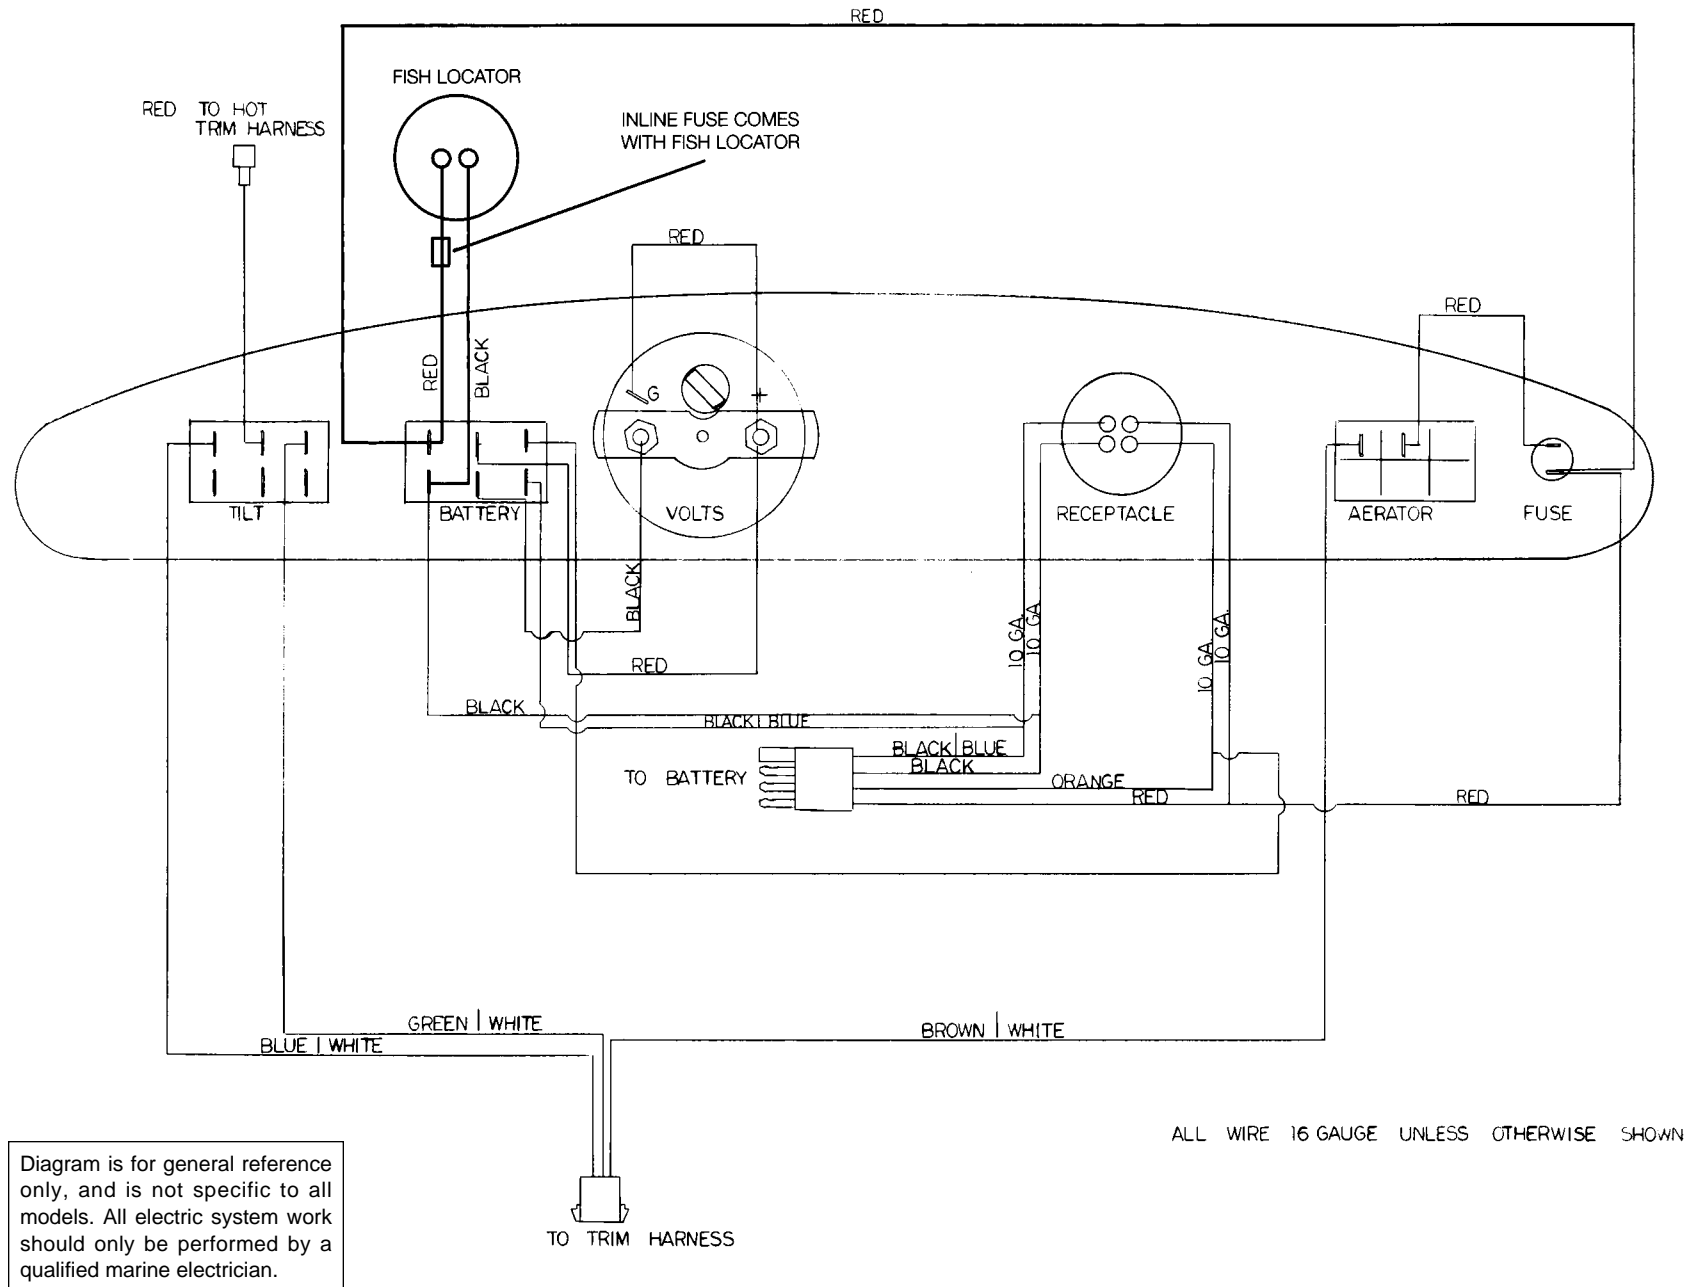 RED
FISH LOCATOR
RED TO HOT
TRIM HARNESS
INLINE FUSE COMES
WITH FISH LOCATOR
RED
RED
RED
BLACK
G
+
TILT
BATTERY
VOLTS
RECEPTACLE
AERATOR
FUSE
BLACK
10 GA.
10 GA.
10 GA.
10 GA.
RED
BLACK
BLACK | BLUE
BLACK | BLUE
BLACK
TO BATTERY
ORANGE
RED
RED
GREEN | WHITE
BROWN | WHITE
BLUE | WHITE
ALL WIRE 16 GAUGE UNLESS OTHERWISE SHOWN
Diagram is for general reference
only, and is not specific to all
models. All electric system work
should only be performed by a
qualified marine electrician.
TO TRIM HARNESS